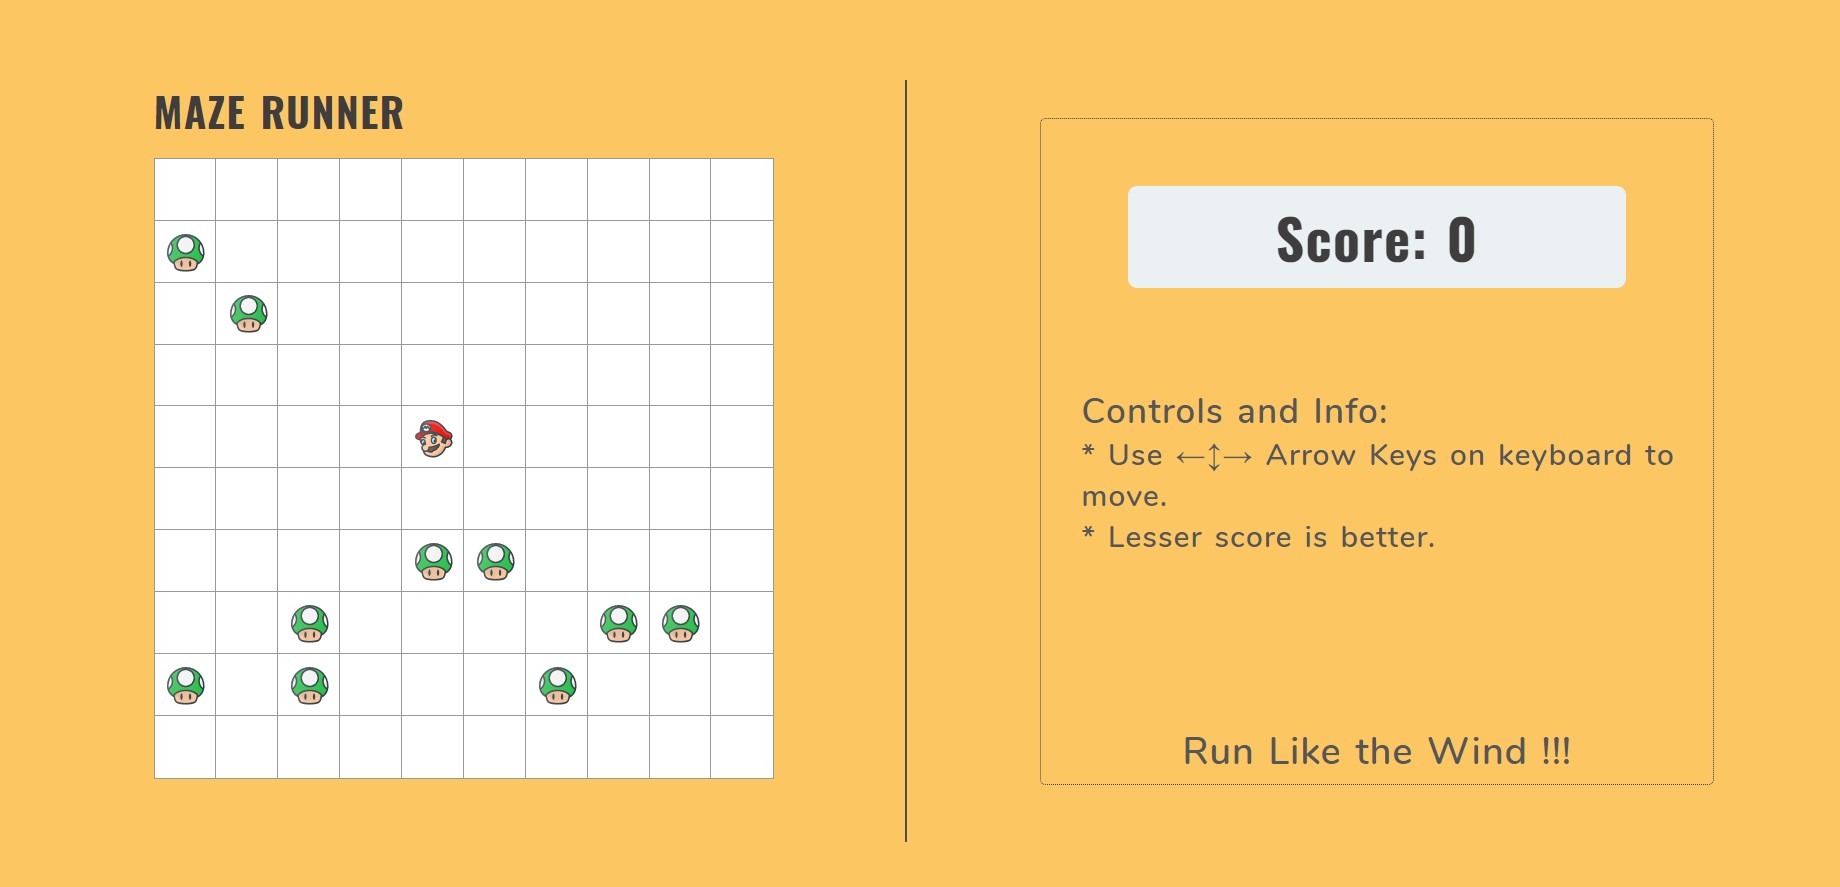 MAZE RUNNER
Score: 0
Controls and Info:
* Use ←↕→ Arrow Keys on keyboard to
move.
* Lesser score is better.
Run Like the Wind !!!